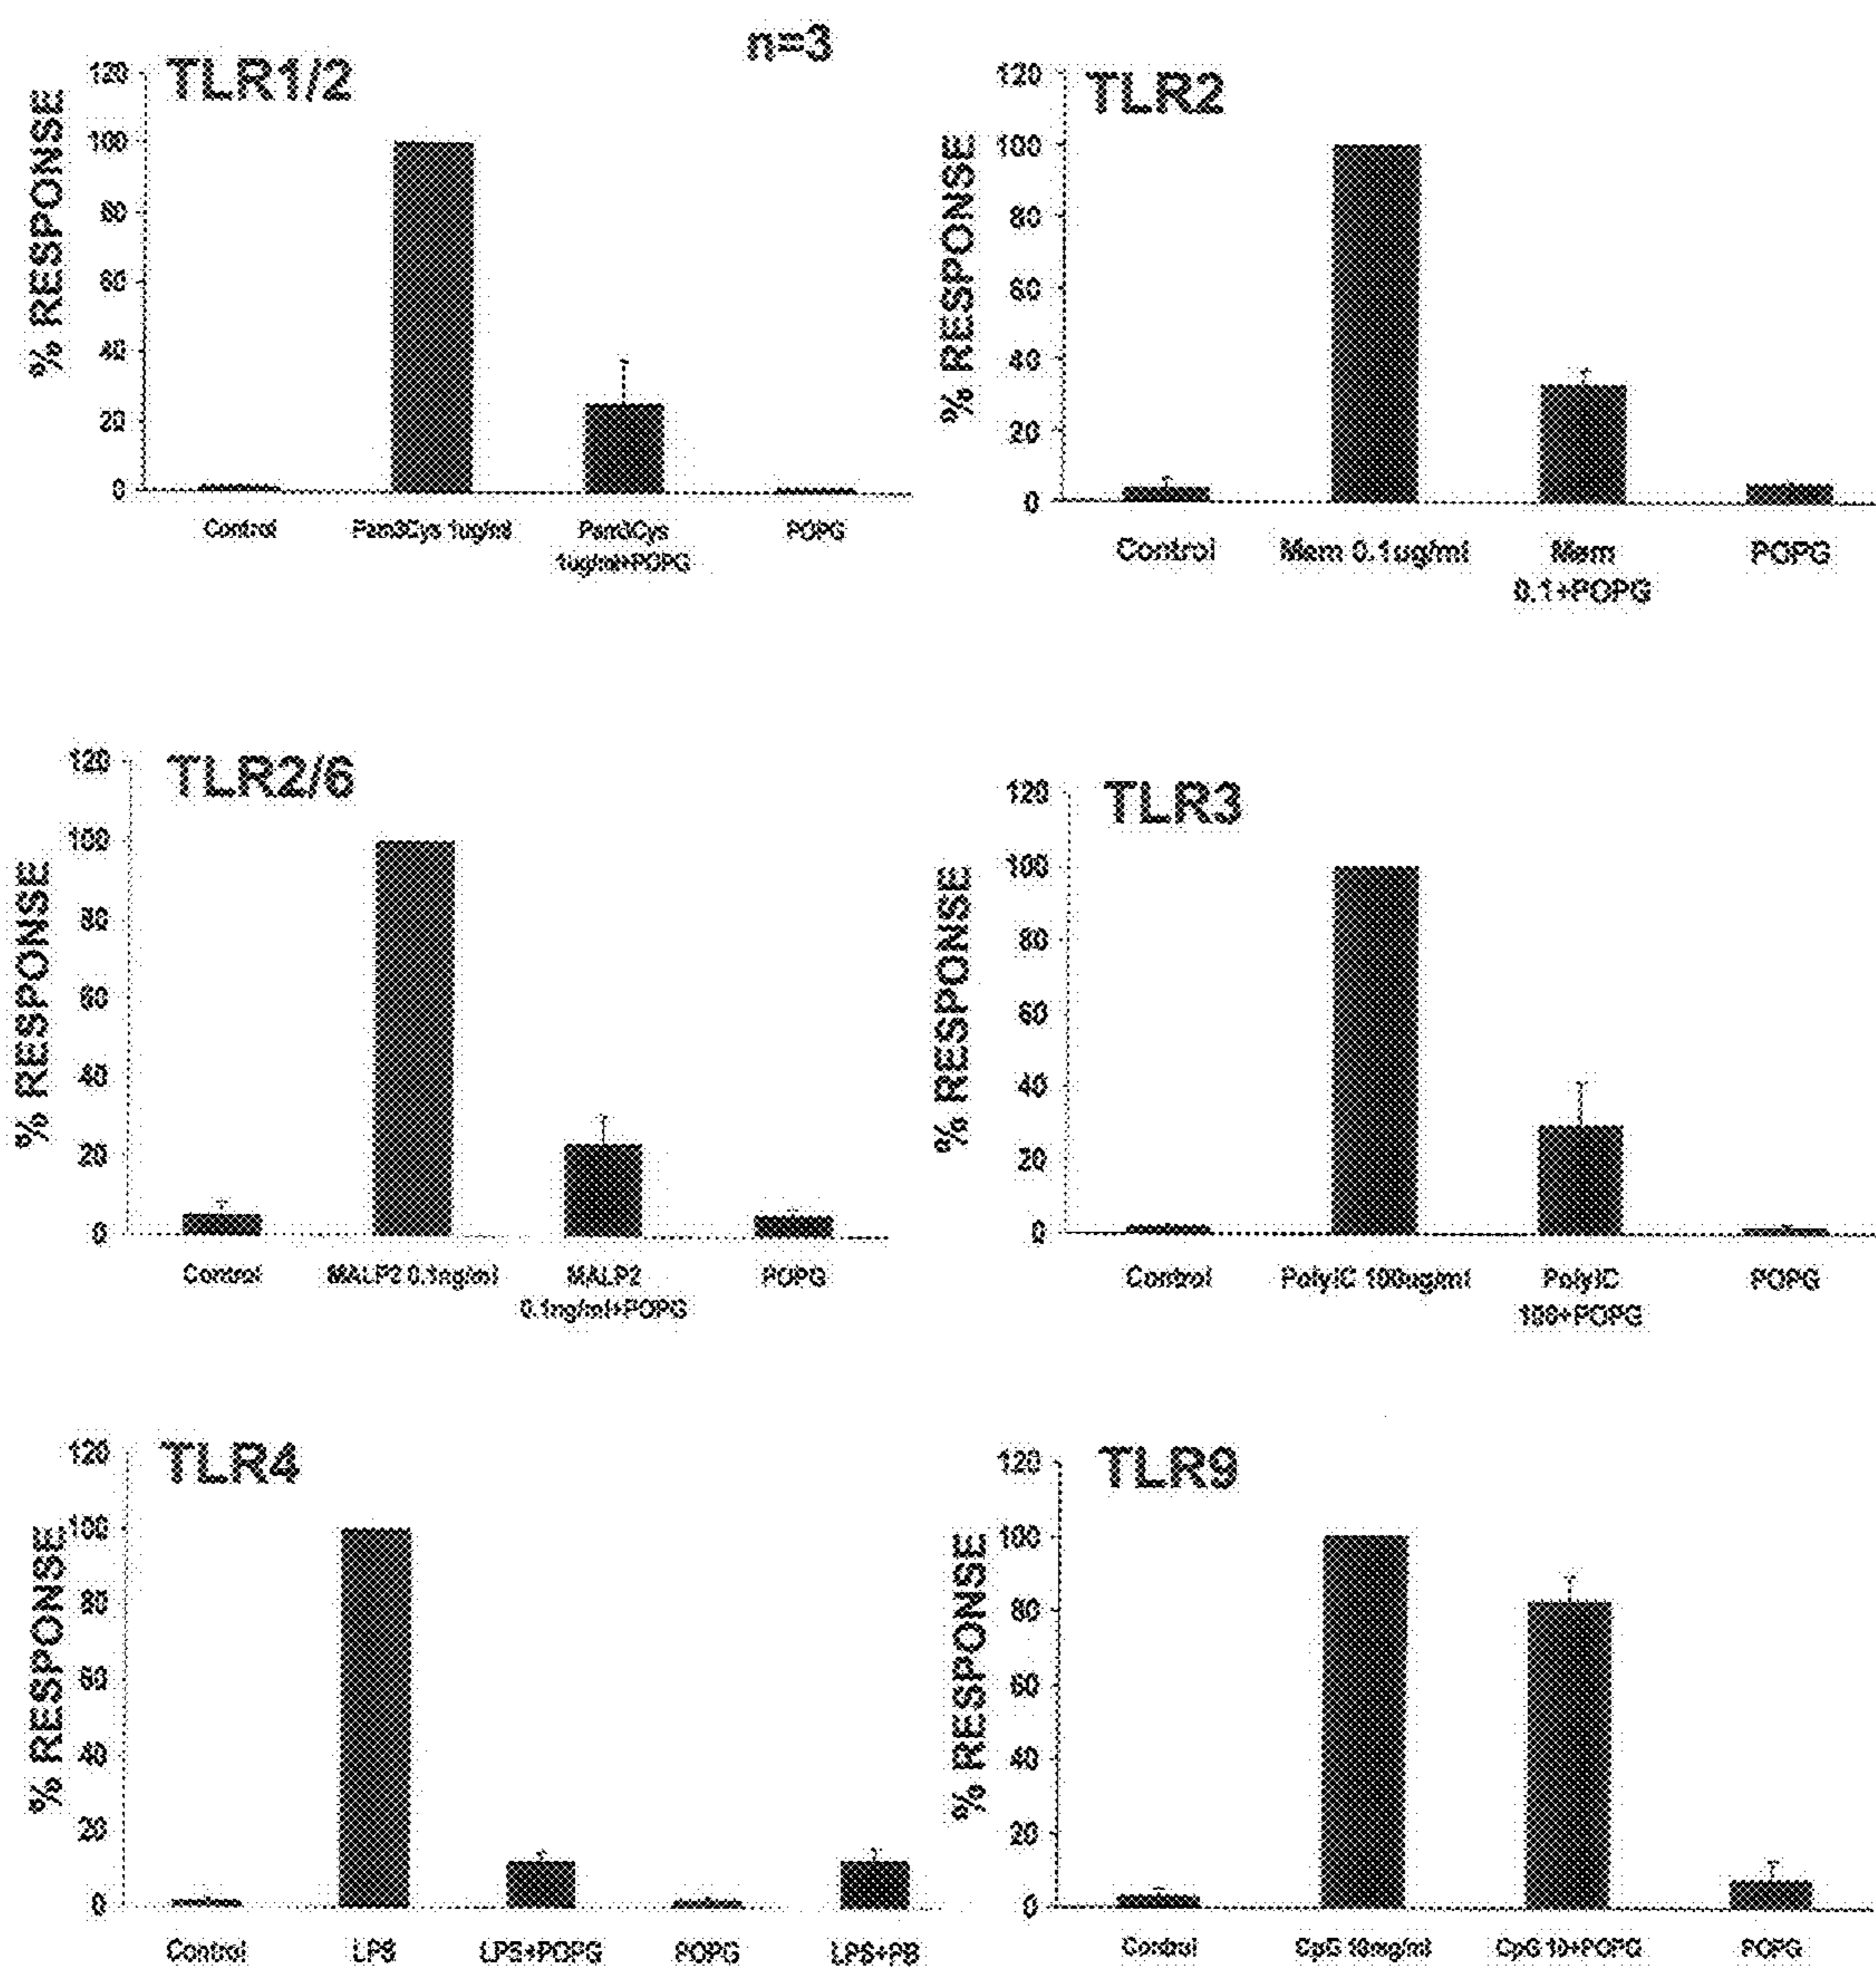 n=3
TLR1/2
% RESPONSE
120
100
80
60
40
20
0
Control
Pam3Cys 1ug/ml
Pam3Cys
1ug/ml+POPG
POPG
TLR2
% RESPONSE
120
100
80
60
40
20
0
Control
Mem 0.1ug/ml
Mem
0.1+POPG
POPG
TLR2/6
% RESPONSE
120
100
80
60
40
20
0
Control
MALP2 0.1ng/ml
MALP2
0.1ng/ml+POPG
POPG
TLR3
% RESPONSE
120
100
80
60
40
20
0
Control
PolyIC 100ug/ml
PolyIC
100+POPG
POPG
TLR4
% RESPONSE
120
100
80
60
40
20
0
Control
LPS
LPS+POPG
POPG
LPS+PB
TLR9
% RESPONSE
120
100
80
60
40
20
0
Control
CpG 10mg/ml
CpG 10+POPG
POPG